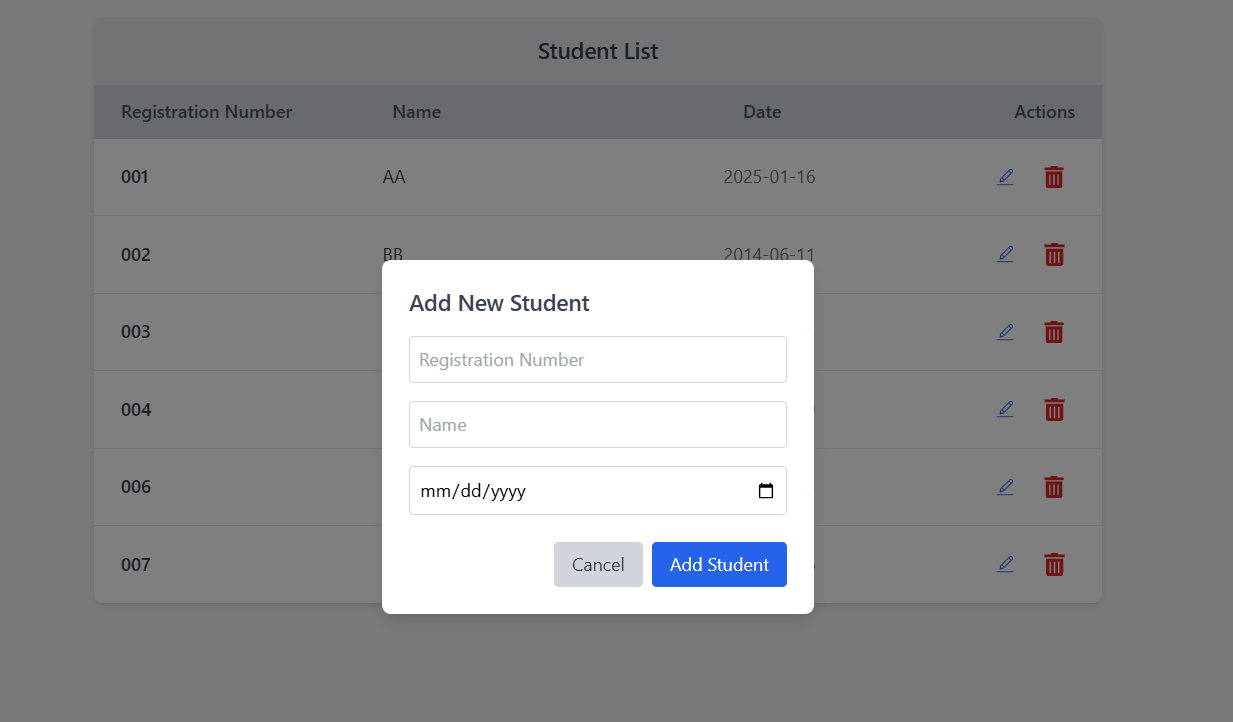 Student List
Registration Number Name Date Actions
001 AA 2025-01-16
002 BB 2014-06-11
003
004
006
007
Add New Student
Registration Number
Name
mm/dd/yyyy
Cancel Add Student